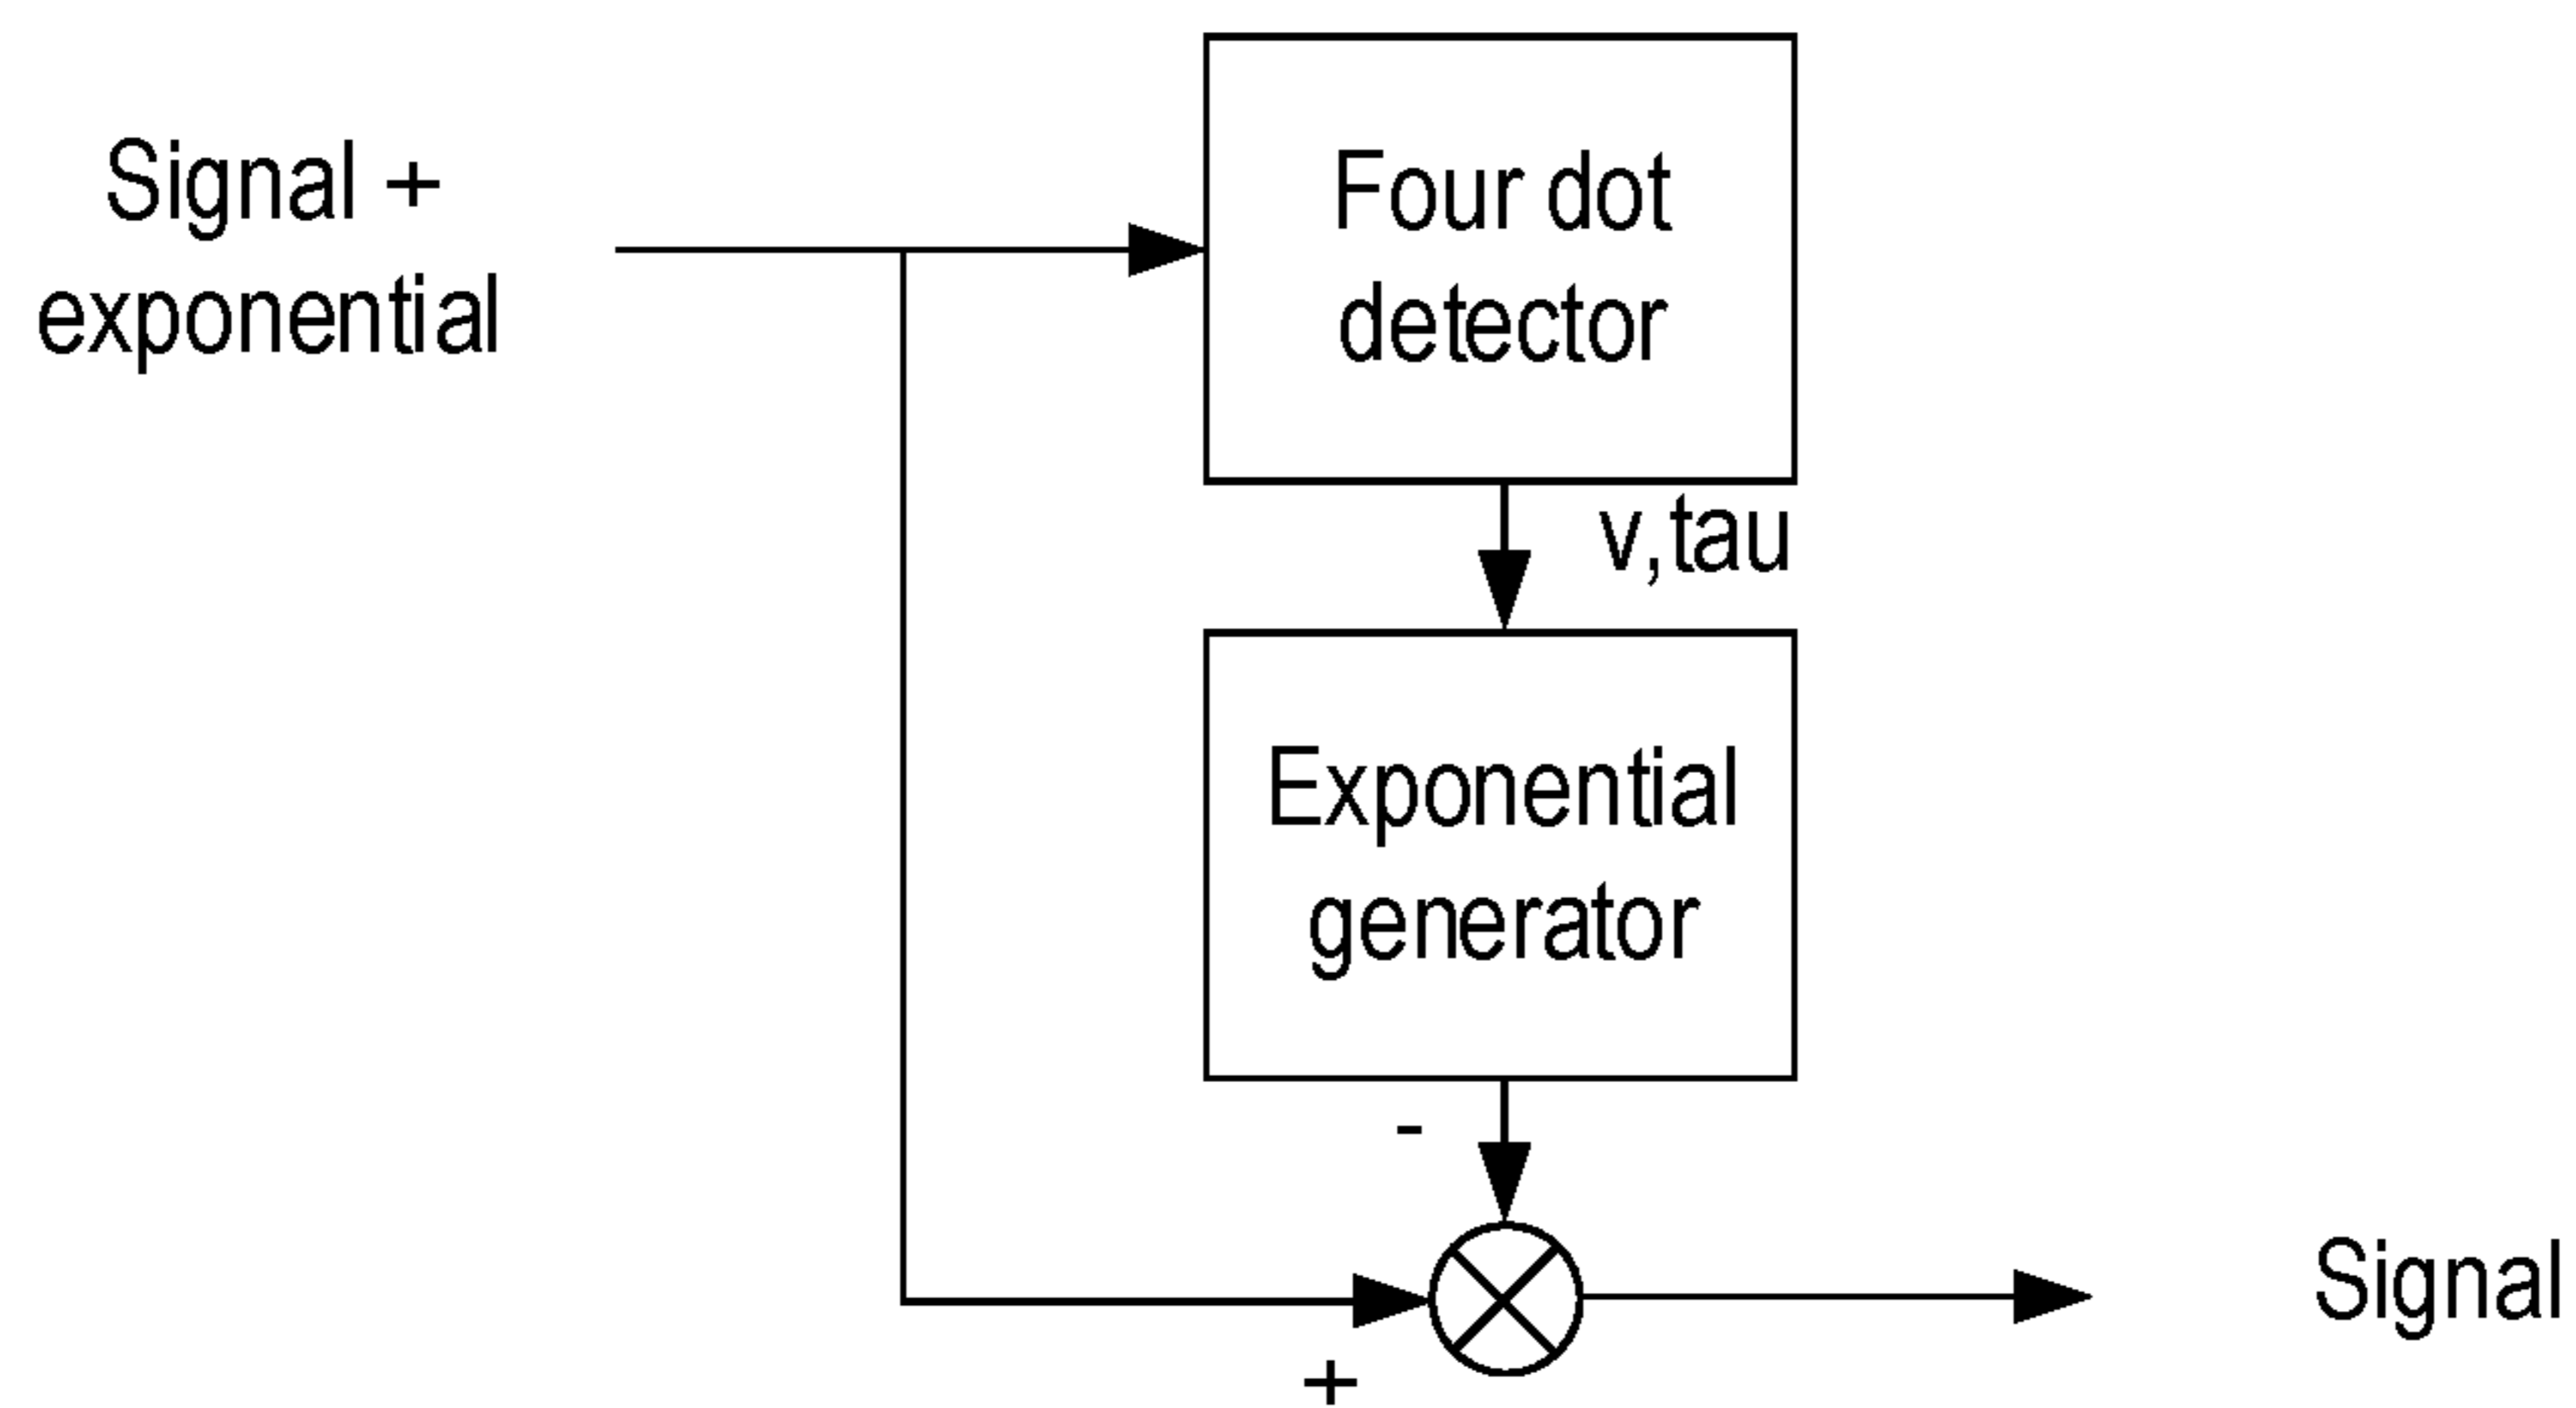 Signal +
exponential
Four dot
detector
v,tau
Exponential
generator
-
+
Signal